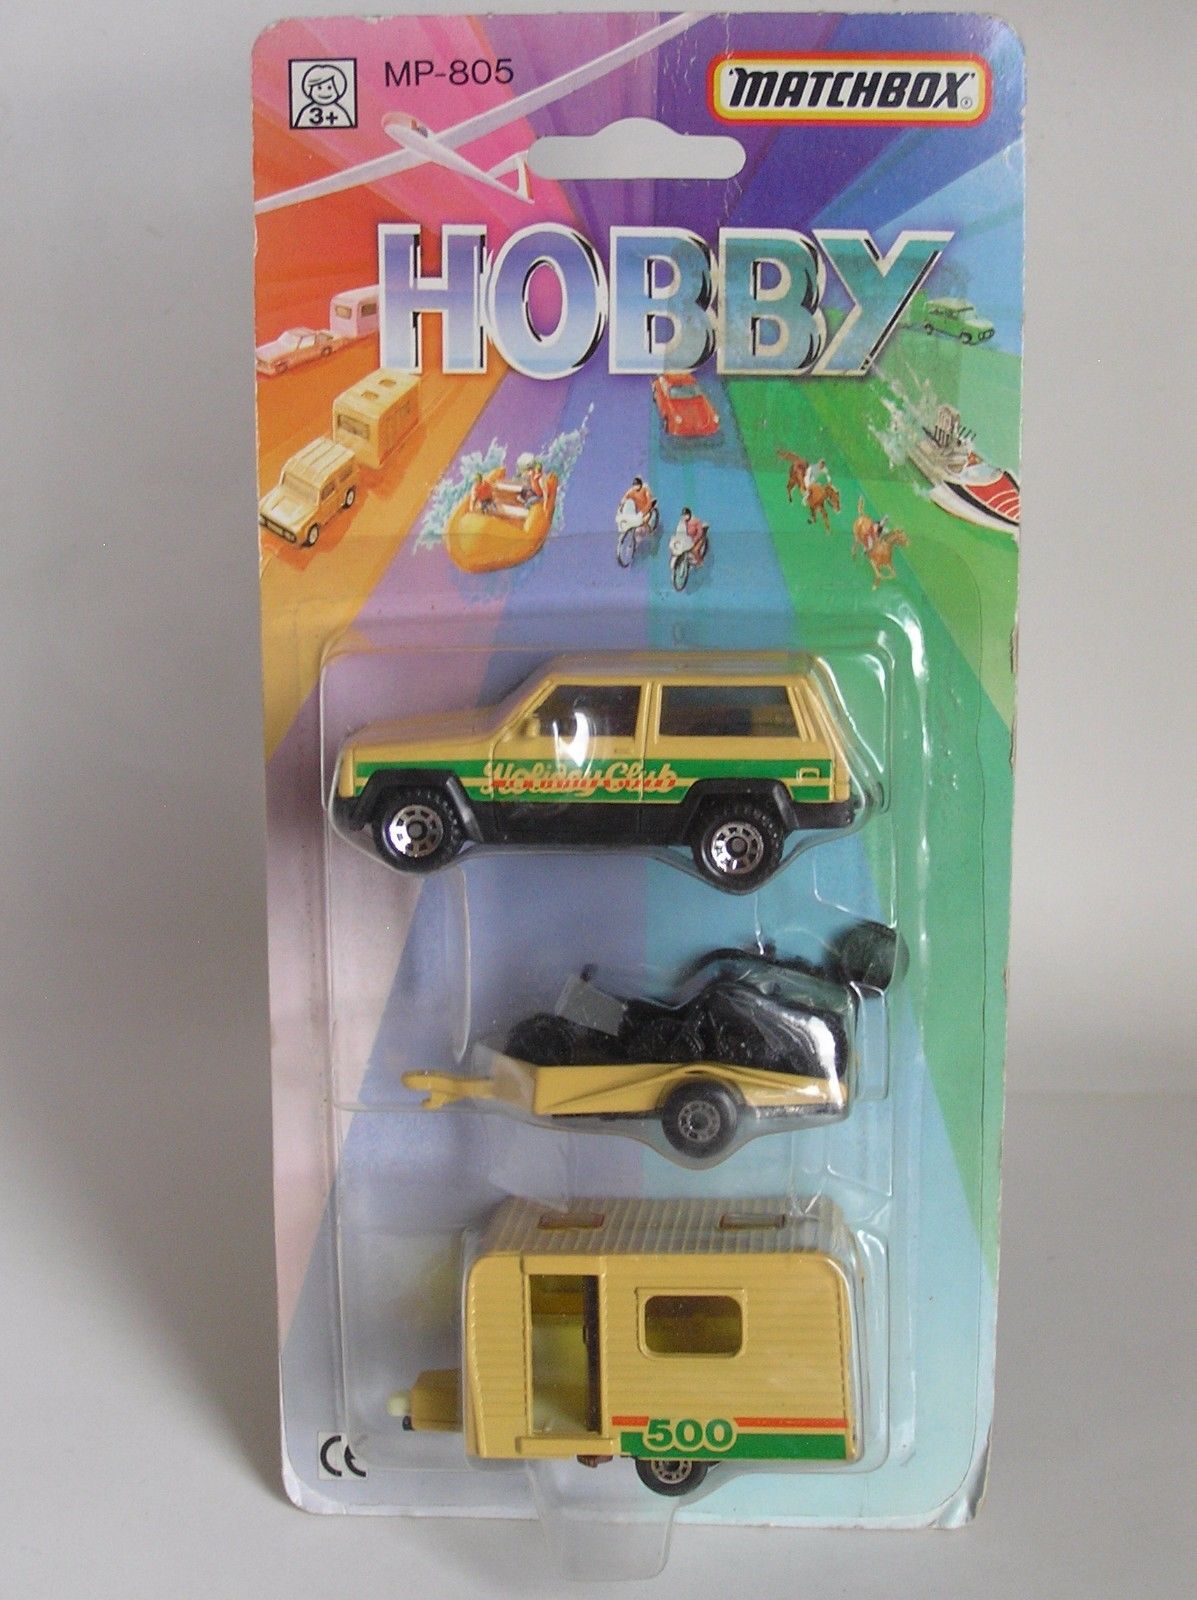 MP-805
'MATCHBOX'®
3+
HOBBY
Holiday Club
500
CE